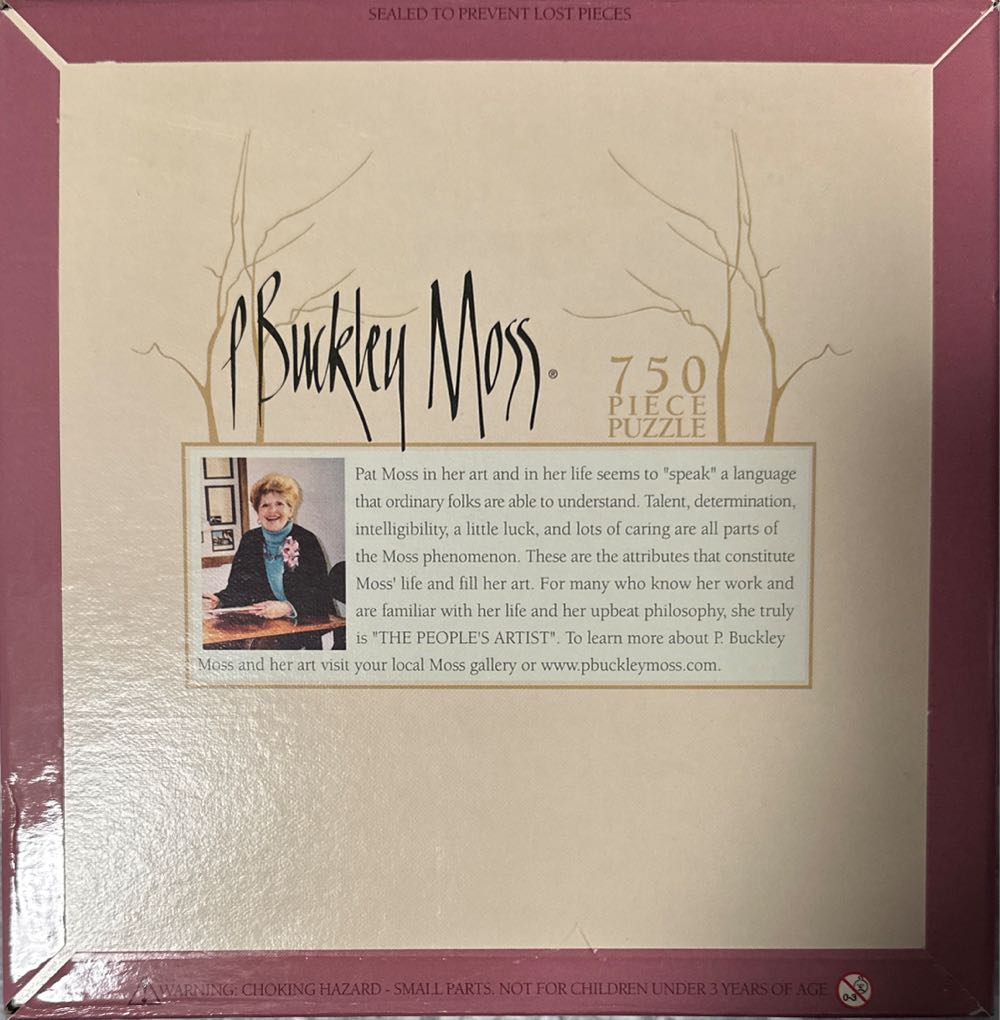 SEALED TO PREVENT LOST PIECES
P Buckley Moss ®
750
PIECE
PUZZLE
Pat Moss in her art and in her life seems to "speak" a language
that ordinary folks are able to understand. Talent, determination,
intelligibility, a little luck, and lots of caring are all parts of
the Moss phenomenon. These are the attributes that constitute
Moss' life and fill her art. For many who know her work and
are familiar with her life and her upbeat philosophy, she truly
is "THE PEOPLE'S ARTIST". To learn more about P. Buckley
Moss and her art visit your local Moss gallery or www.pbuckleymoss.com.
WARNING: CHOKING HAZARD - SMALL PARTS. NOT FOR CHILDREN UNDER 3 YEARS OF AGE.
0-3